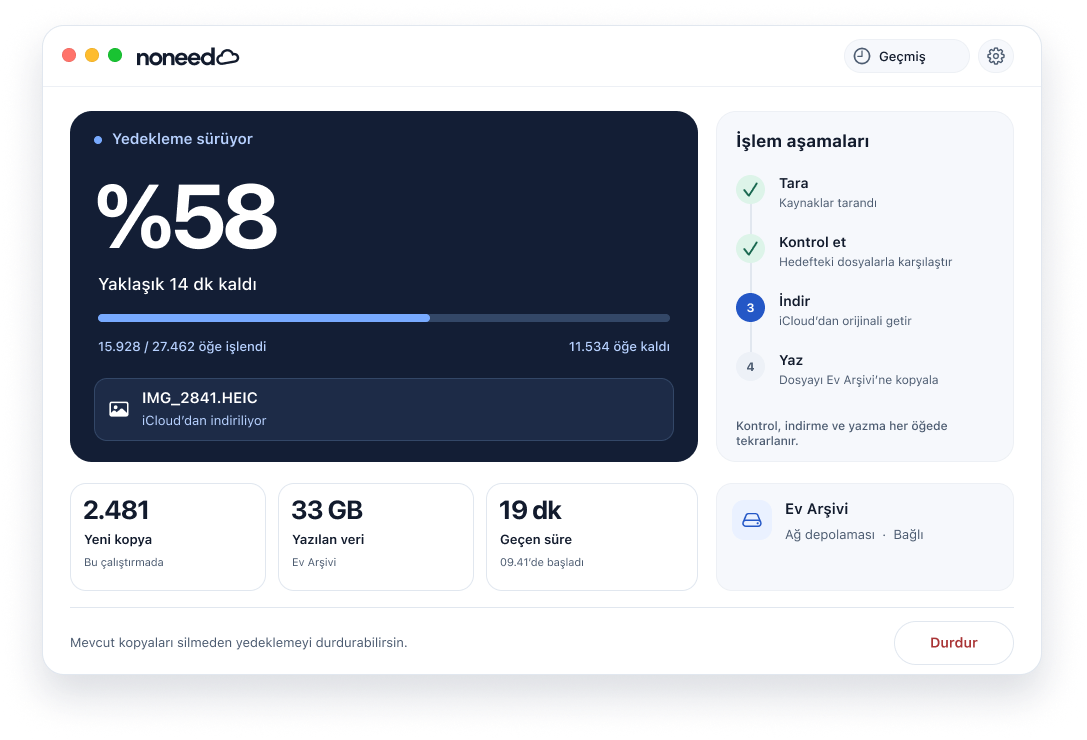 noneed
Geçmiş
Yedekleme sürüyor
%58
Yaklaşık 14 dk kaldı
15.928 / 27.462 öğe işlendi
11.534 öğe kaldı
IMG_2841.HEIC
iCloud’dan indiriliyor
İşlem aşamaları
Tara
Kaynaklar tarandı
Kontrol et
Hedefteki dosyalarla karşılaştır
3
İndir
iCloud’dan orijinali getir
4
Yaz
Dosyayı Ev Arşivi’ne kopyala
Kontrol, indirme ve yazma her öğede
tekrarlanır.
2.481
Yeni kopya
Bu çalıştırmada
33 GB
Yazılan veri
Ev Arşivi
19 dk
Geçen süre
09.41’de başladı
Ev Arşivi
Ağ depolaması · Bağlı
Mevcut kopyaları silmeden yedeklemeyi durdurabilirsin.
Durdur